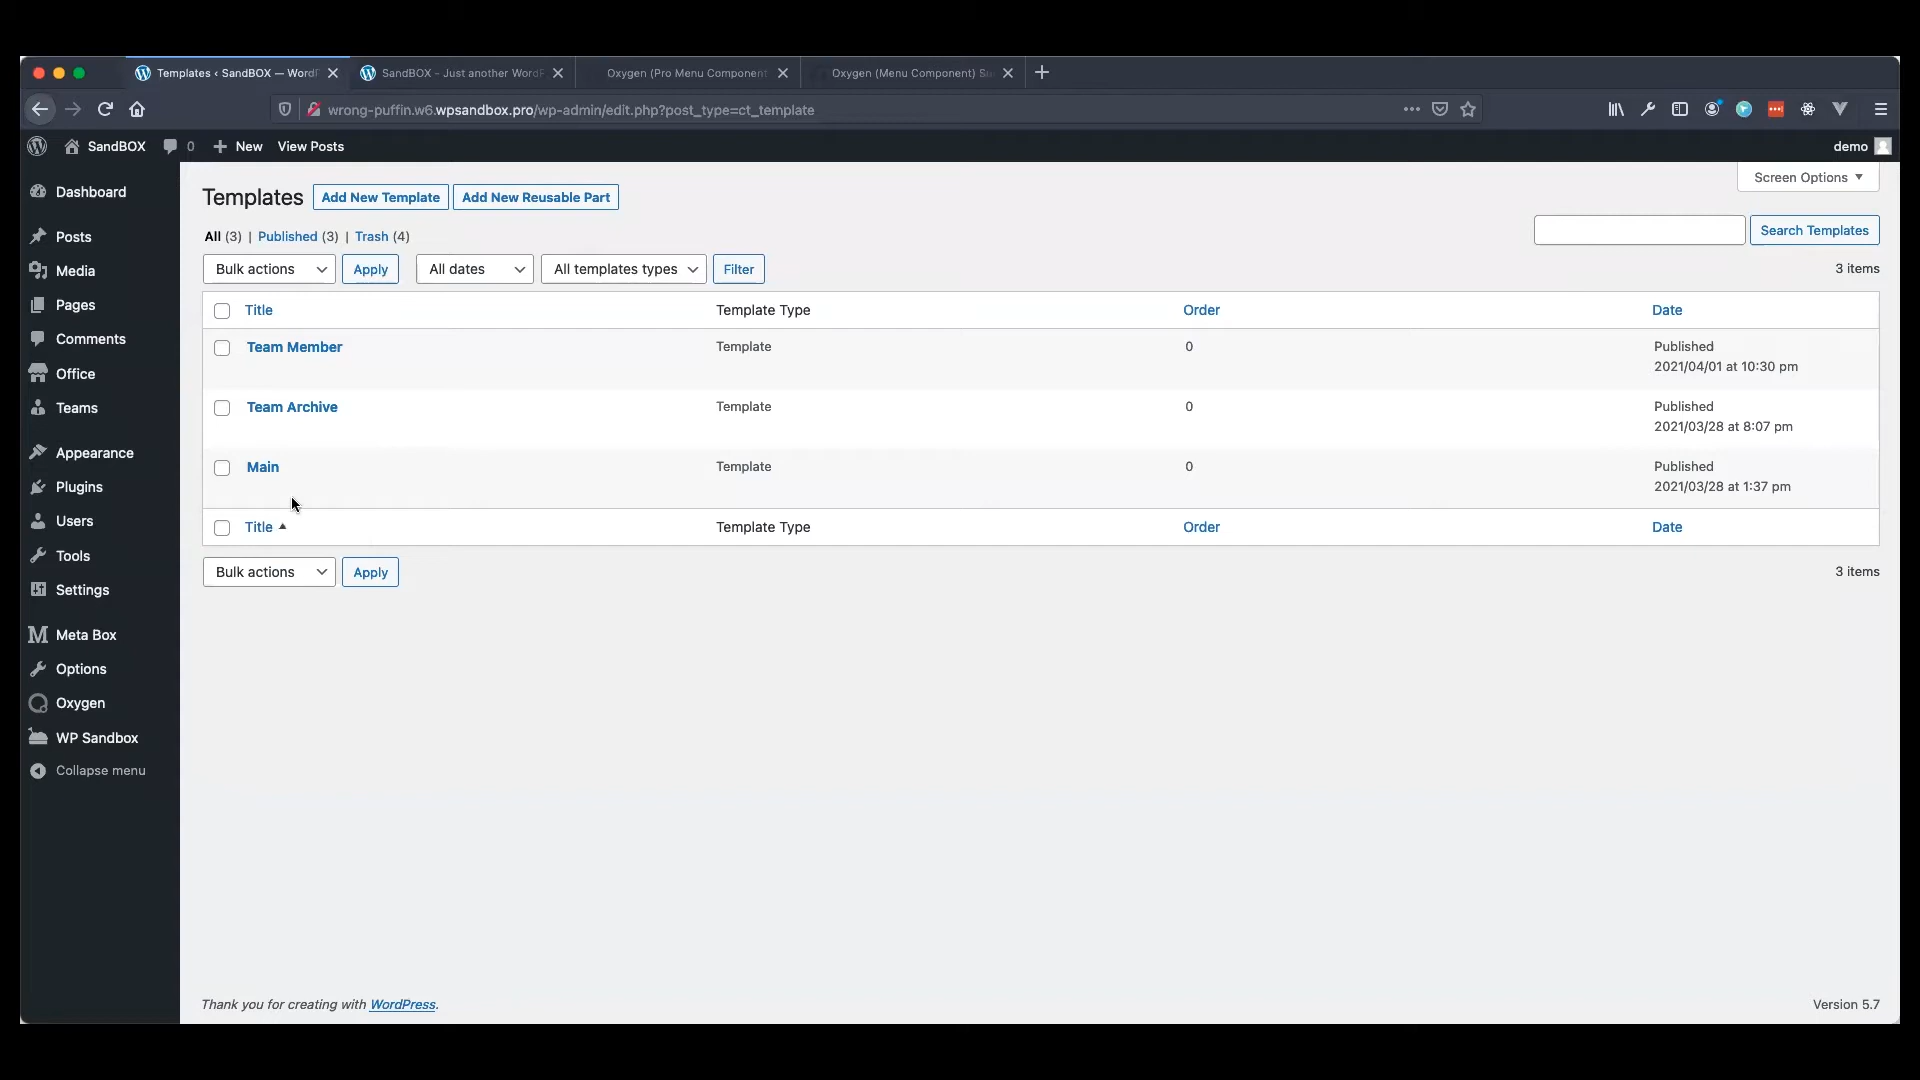 Templates ‹ SandBOX — WordP
SandBOX – Just another WordP
Oxygen (Pro Menu Component
Oxygen (Menu Component) Su
wrong-puffin.w6.wpsandbox.pro/wp-admin/edit.php?post_type=ct_template
SandBOX 0 New View Posts
demo
Dashboard
Posts
Media
Pages
Comments
Office
Teams
Appearance
Plugins
Users
Tools
Settings
Meta Box
Options
Oxygen
WP Sandbox
Collapse menu
Screen Options
Templates Add New Template Add New Reusable Part
All (3) | Published (3) | Trash (4)
Search Templates
Bulk actions Apply All dates All templates types Filter
3 items
Title Template Type Order Date
Team Member Template 0 Published
2021/04/01 at 10:30 pm
Team Archive Template 0 Published
2021/03/28 at 8:07 pm
Main Template 0 Published
2021/03/28 at 1:37 pm
Title Template Type Order Date
Bulk actions Apply
3 items
Thank you for creating with WordPress.
Version 5.7